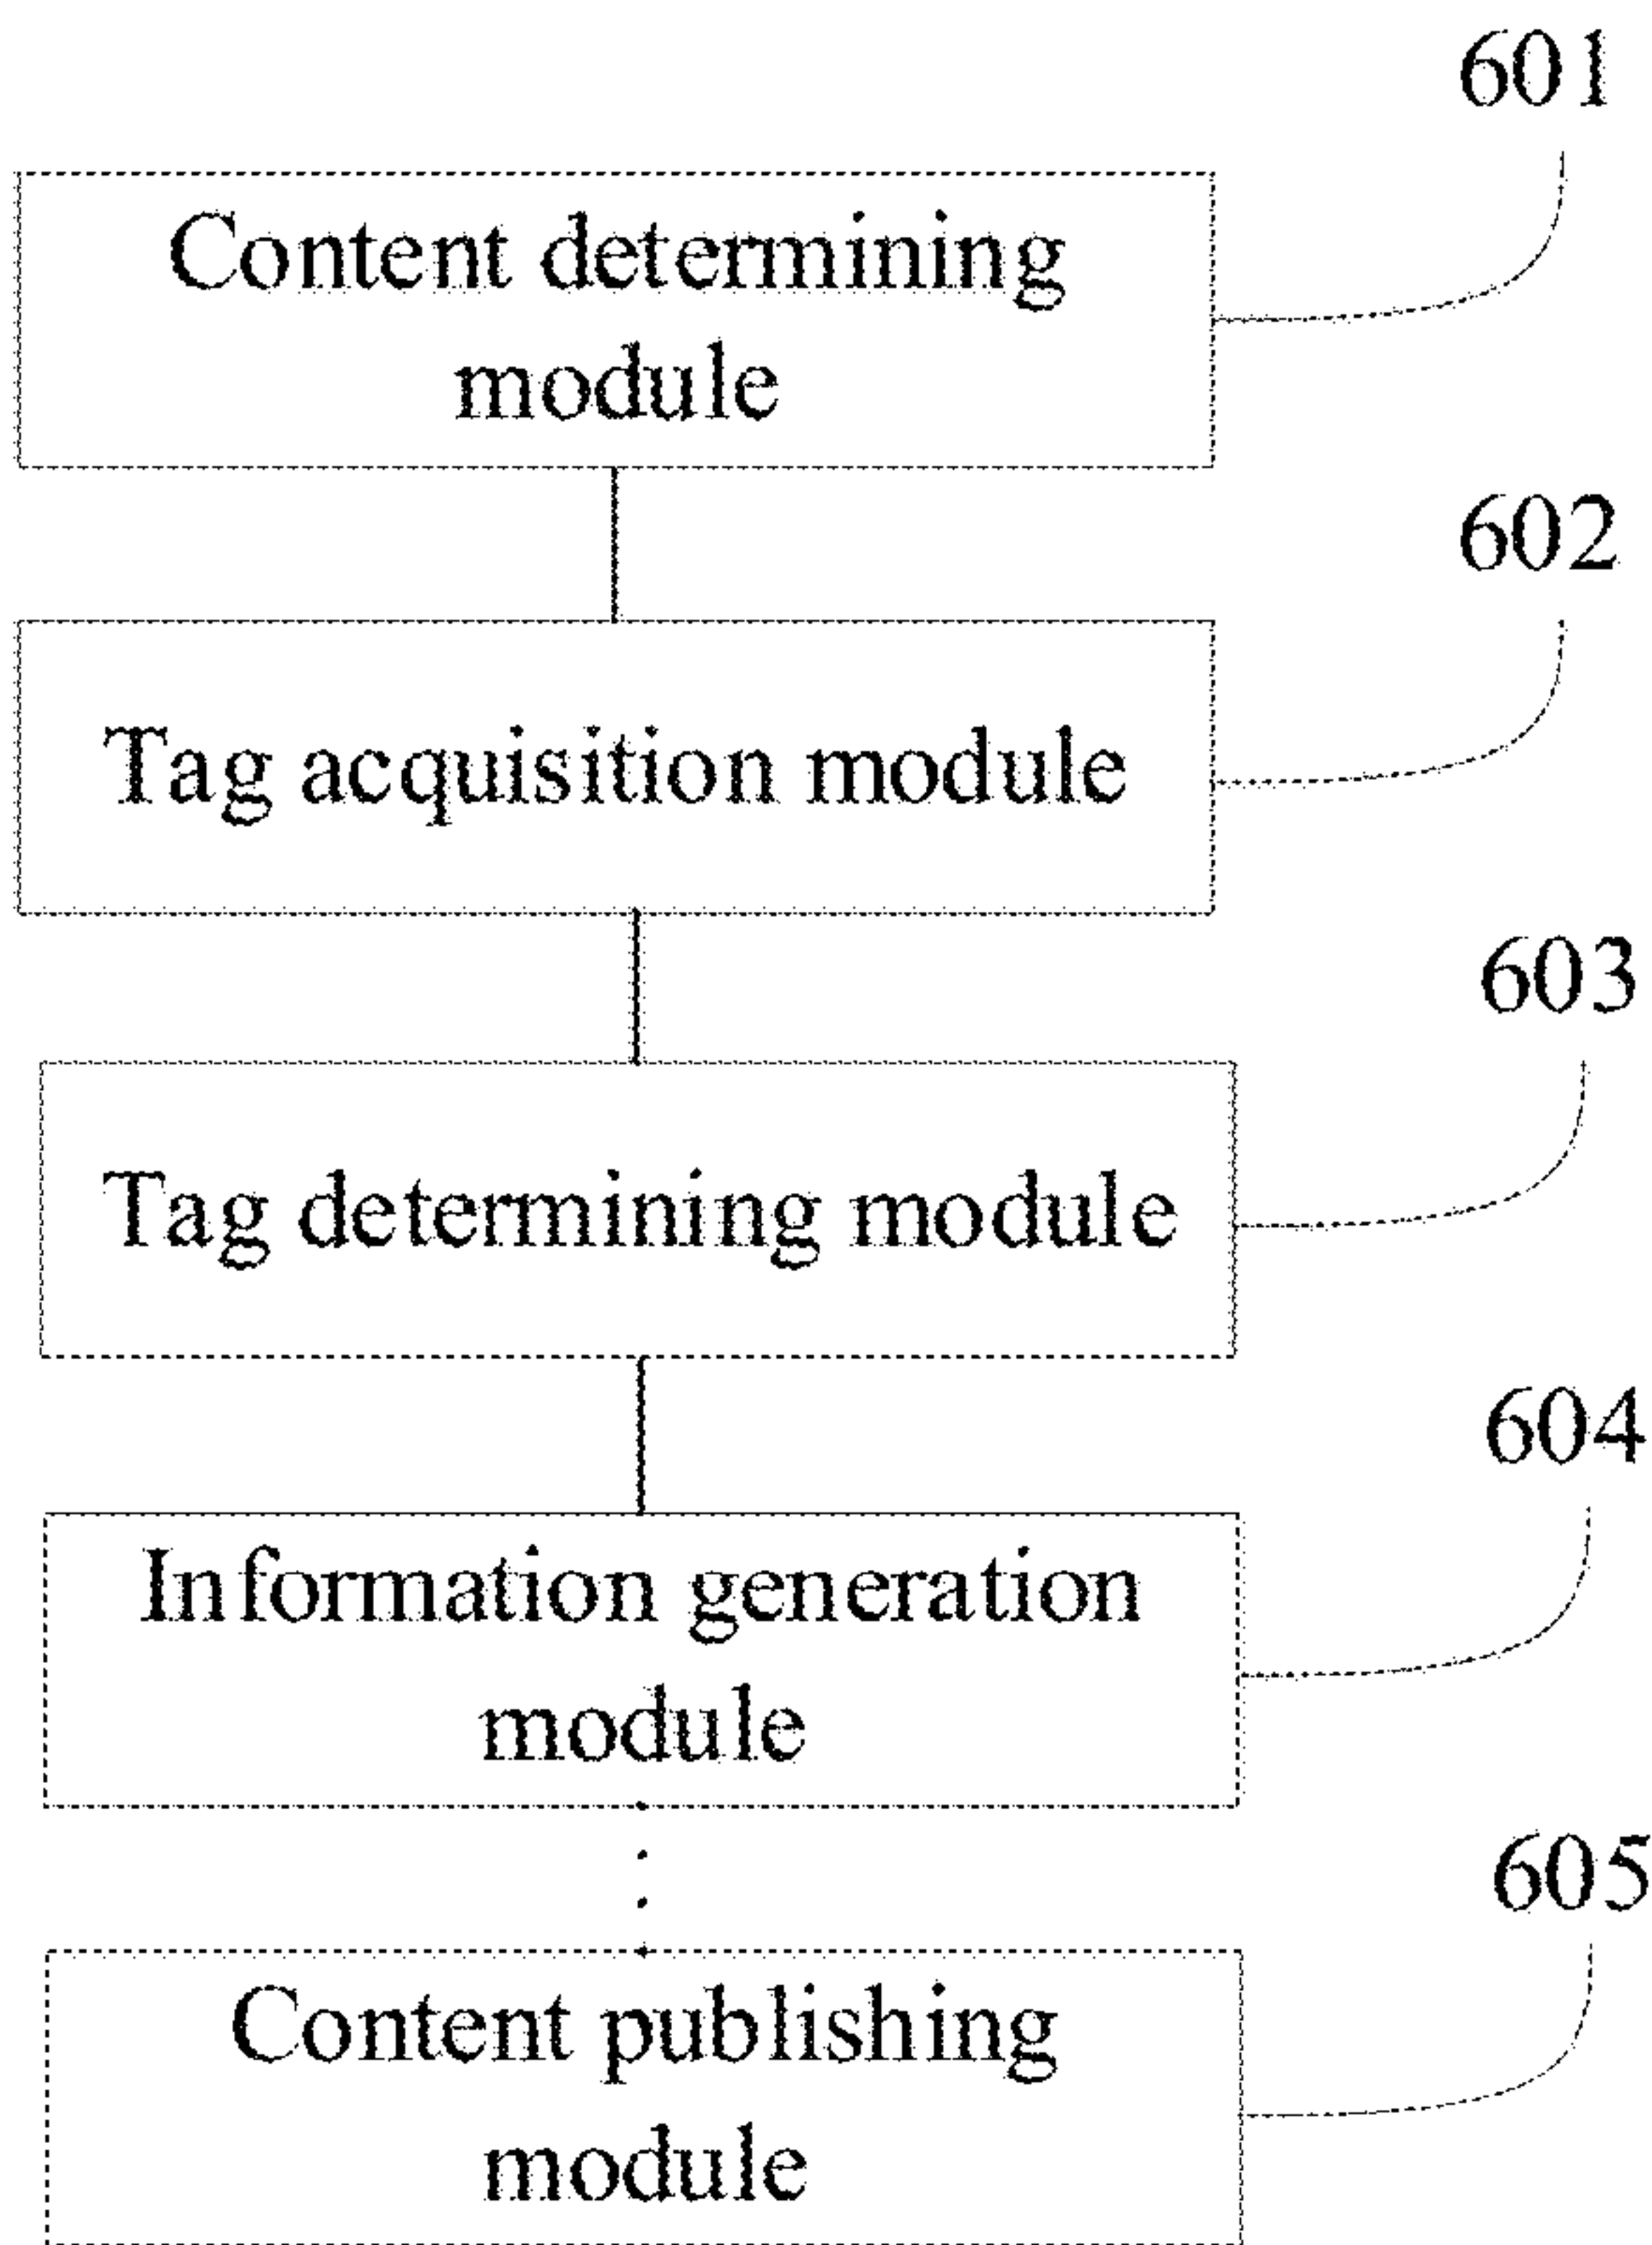 601
Content determining
module
602
Tag acquisition module
603
Tag determining module
604
Information generation
module
605
Content publishing
module